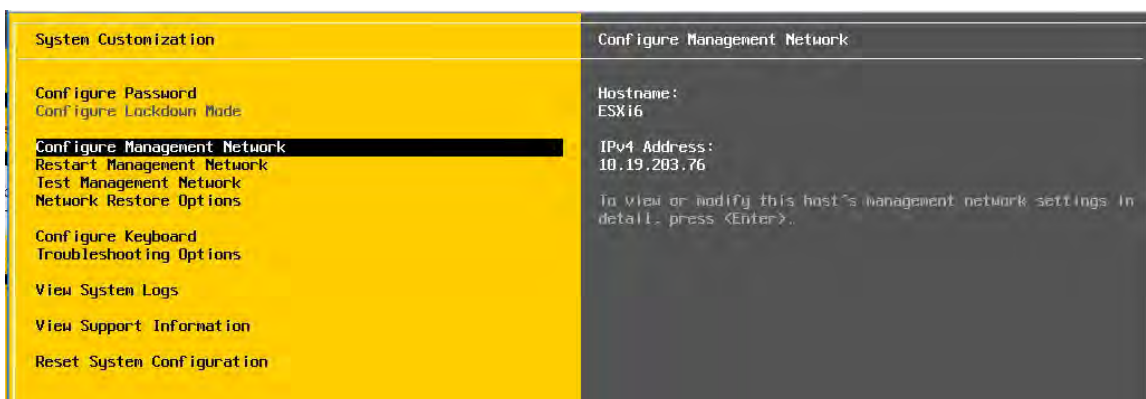 System Customization
Configure Password
Configure Lockdown Mode
Configure Management Network
Restart Management Network
Test Management Network
Network Restore Options
Configure Keyboard
Troubleshooting Options
View System Logs
View Support Information
Reset System Configuration
Configure Management Network
Hostname:
ESXi6
IPv4 Address:
10.19.203.76
To view or modify this host's management network settings in
detail, press <Enter>.